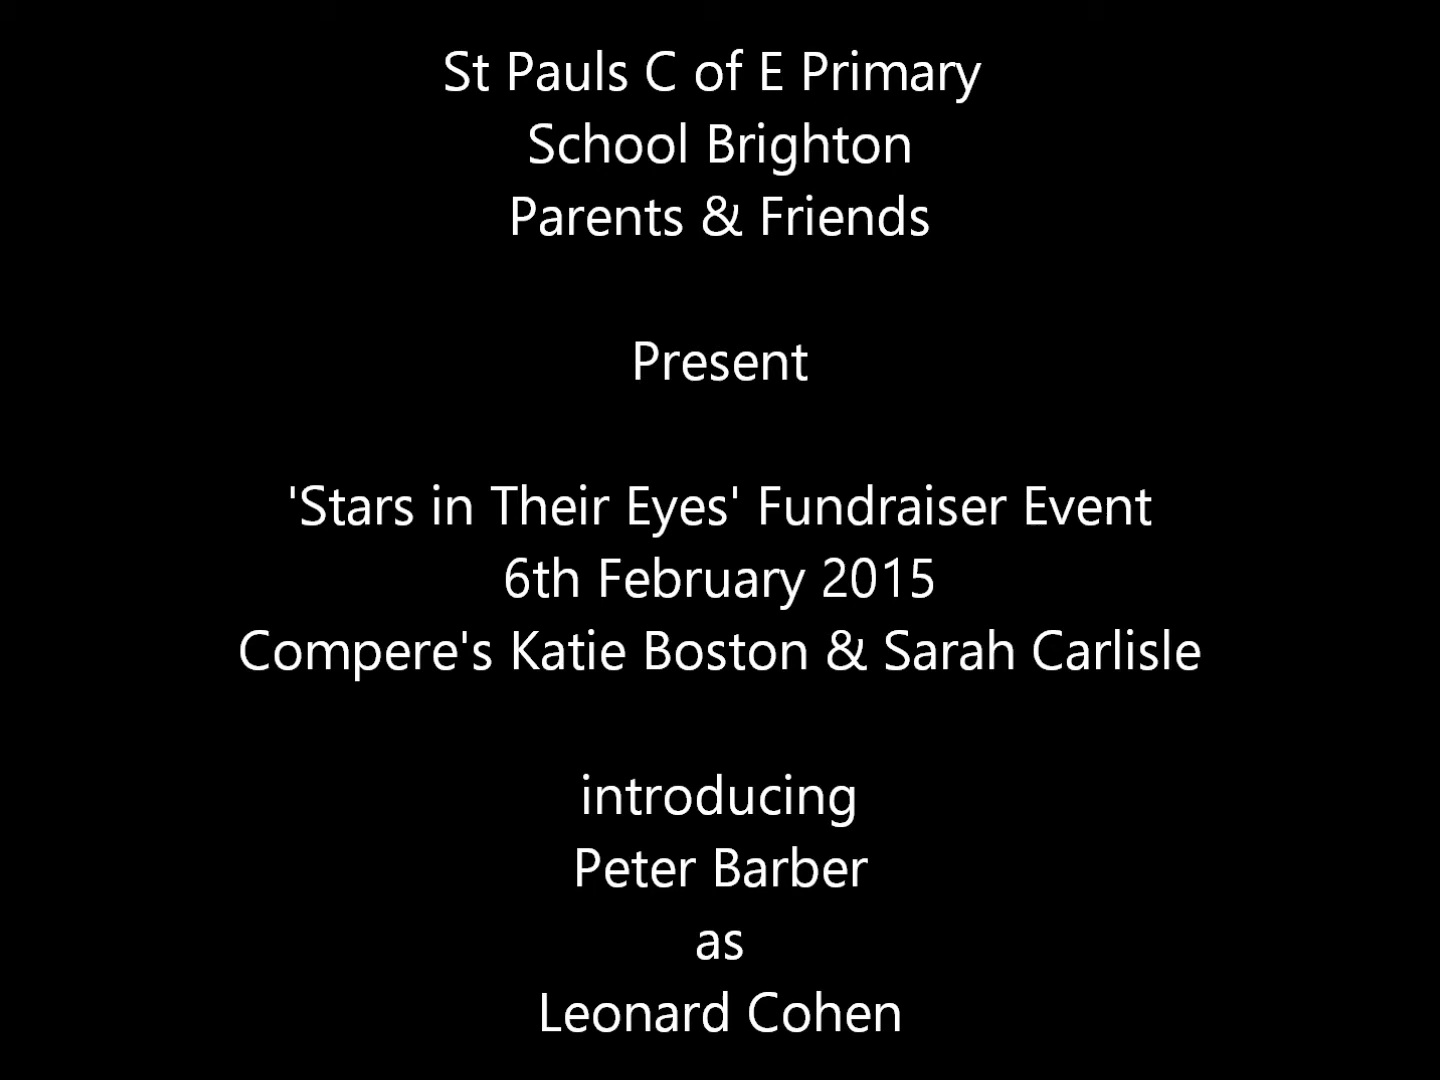 St Pauls C of E Primary
School Brighton
Parents & Friends
Present
'Stars in Their Eyes' Fundraiser Event
6th February 2015
Compere's Katie Boston & Sarah Carlisle
introducing
Peter Barber
as
Leonard Cohen